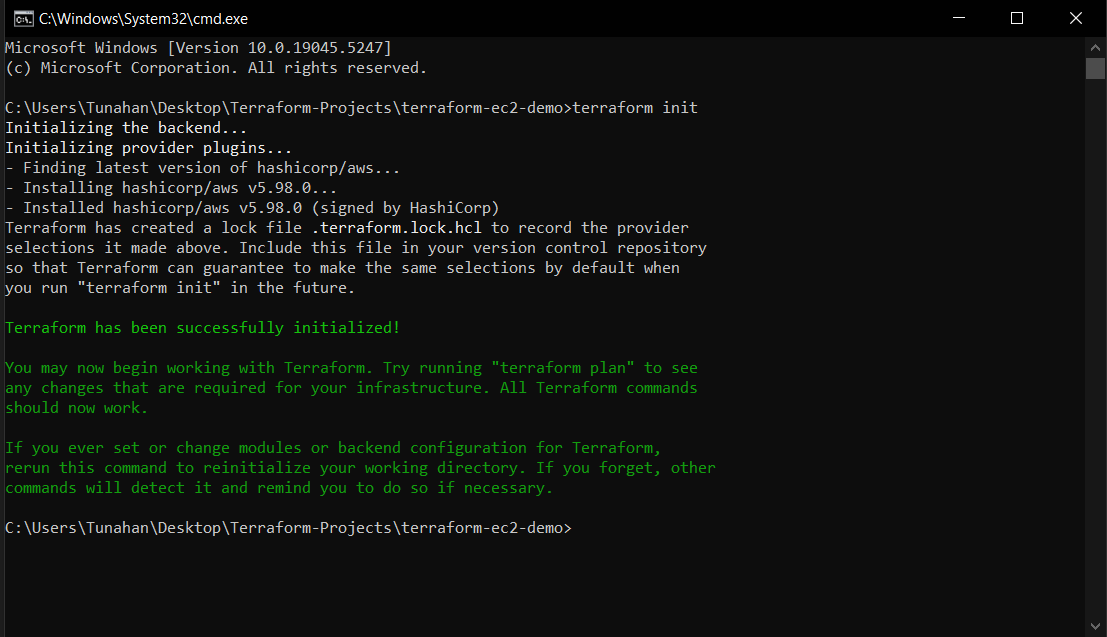 C:\Windows\System32\cmd.exe
Microsoft Windows [Version 10.0.19045.5247]
(c) Microsoft Corporation. All rights reserved.
C:\Users\Tunahan\Desktop\Terraform-Projects\terraform-ec2-demo>terraform init
Initializing the backend...
Initializing provider plugins...
- Finding latest version of hashicorp/aws...
- Installing hashicorp/aws v5.98.0...
- Installed hashicorp/aws v5.98.0 (signed by HashiCorp)
Terraform has created a lock file .terraform.lock.hcl to record the provider
selections it made above. Include this file in your version control repository
so that Terraform can guarantee to make the same selections by default when
you run "terraform init" in the future.
Terraform has been successfully initialized!
You may now begin working with Terraform. Try running "terraform plan" to see
any changes that are required for your infrastructure. All Terraform commands
should now work.
If you ever set or change modules or backend configuration for Terraform,
rerun this command to reinitialize your working directory. If you forget, other
commands will detect it and remind you to do so if necessary.
C:\Users\Tunahan\Desktop\Terraform-Projects\terraform-ec2-demo>